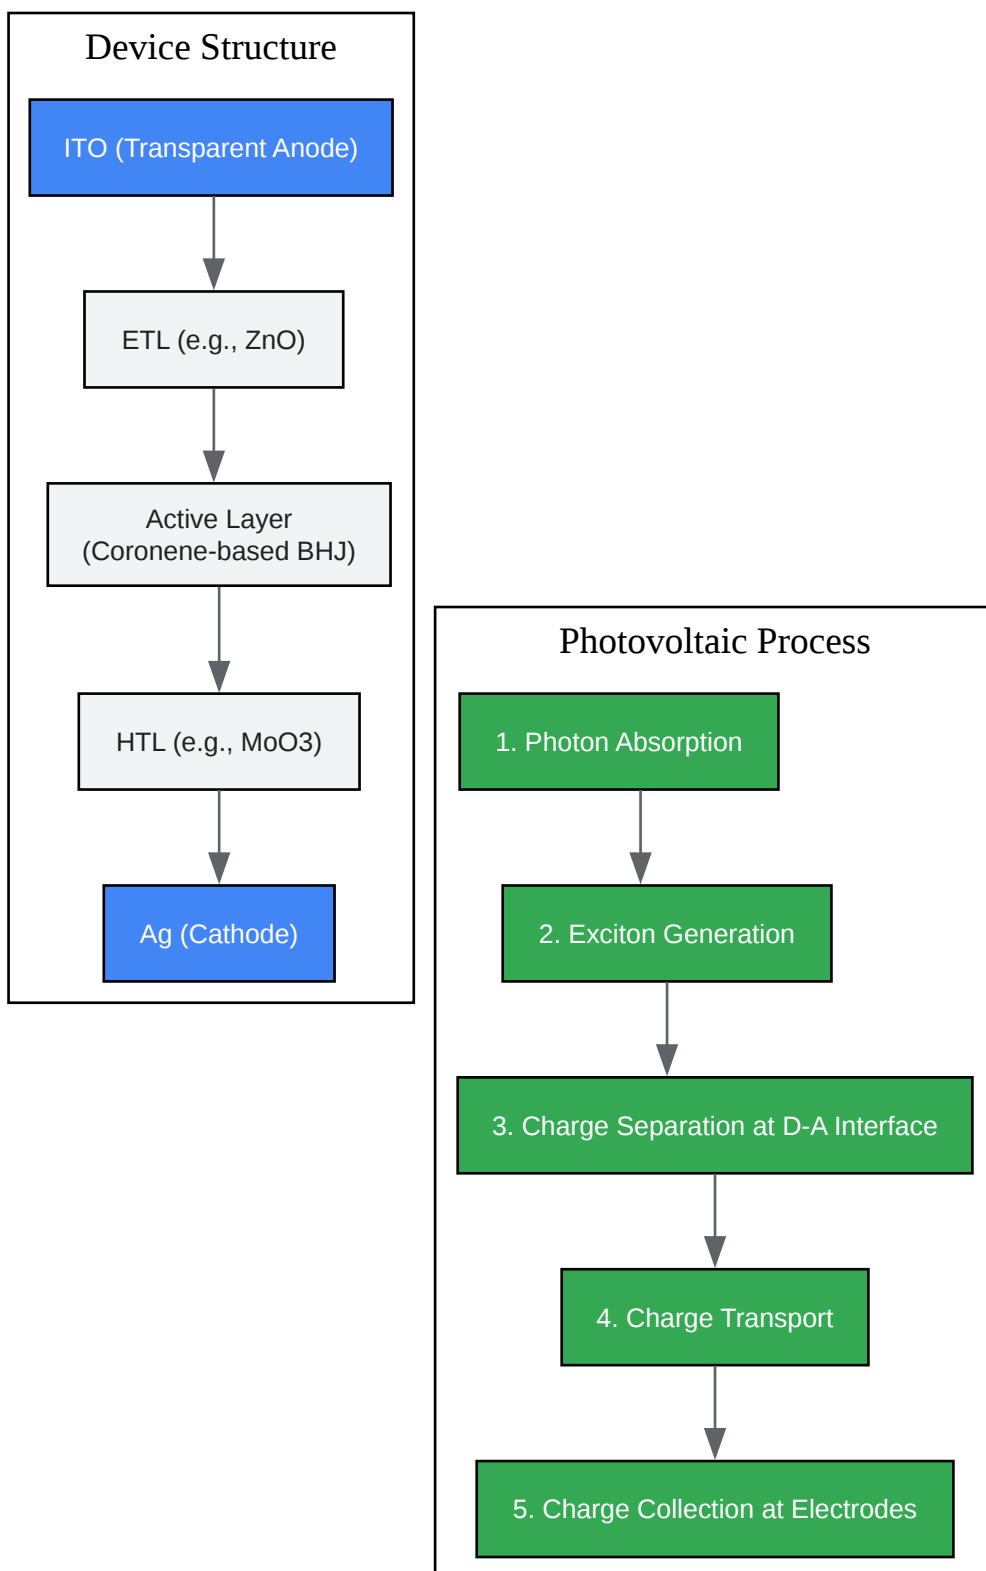 Device Structure
ITO (Transparent Anode)
ETL (e.g., ZnO)
Active Layer
(Coronene-based BHJ)
HTL (e.g., MoO3)
Ag (Cathode)
Photovoltaic Process
1. Photon Absorption
2. Exciton Generation
3. Charge Separation at D-A Interface
4. Charge Transport
5. Charge Collection at Electrodes